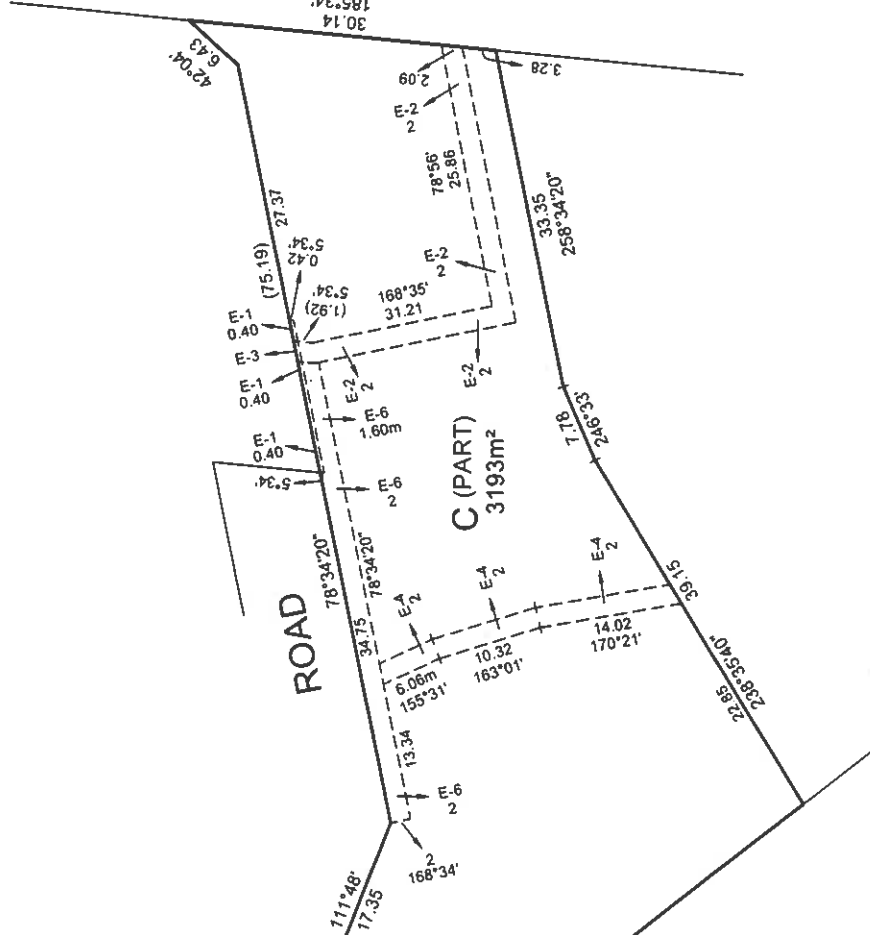 185°34'
30.14
42°04'
6.43
3.28
2.09
E-2
2
78°56'
25.86
27.37
(75.19)
5°34'
0.42
5°34'
(1.92)
E-1
0.40
E-3
E-1
0.40
E-1
0.40
5°34'
168°35'
31.21
E-2
2
33.35
258°34'20"
E-2
2
E-2
2
E-6
1.60m
E-6
2
C (PART)
3193m²
7.78
246°33'
ROAD
78°34'20"
34.75
78°34'20"
E-4
2
E-4
2
E-4
2
39.15
6.06m
155°31'
10.32
163°01'
14.02
170°21'
22.85
238°35'40"
13.34
E-6
2
2
168°34'
111°48'
17.35